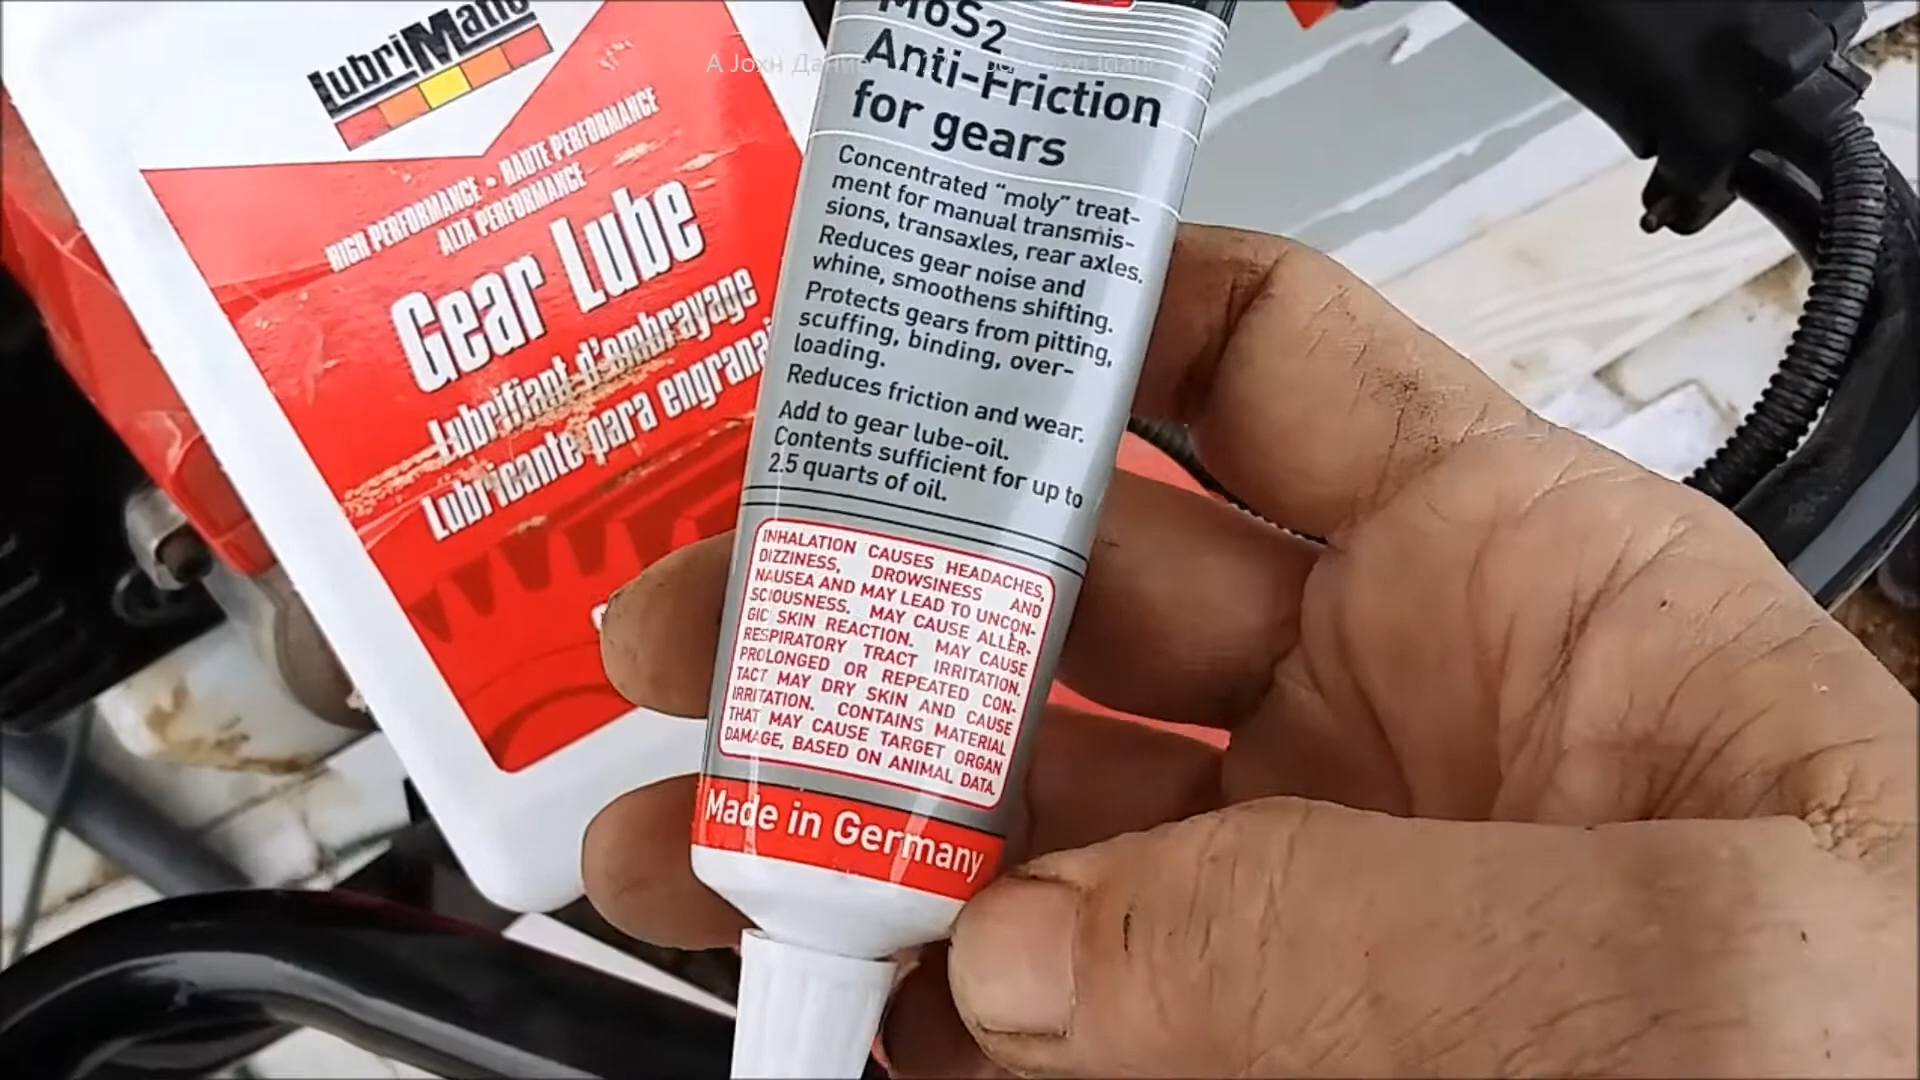 LubriMatic
HIGH PERFORMANCE • HAUTE PERFORMANCE
ALTA PERFORMANCE
Gear Lube
Lubrifiant d'embrayage
Lubricante para
MoS2
Anti-Friction
for gears
Concentrated "moly" treat-
ment for manual transmis-
sions, transaxles, rear axles.
Reduces gear noise and
whine, smoothens shifting.
Protects gears from pitting,
scuffing, binding, over-
loading.
Reduces friction and wear.
Add to gear lube-oil.
Contents sufficient for up to
2.5 quarts of oil.
INHALATION CAUSES HEADACHES,
DIZZINESS, DROWSINESS AND
NAUSEA AND MAY LEAD TO UNCON-
SCIOUSNESS. MAY CAUSE ALLER-
GIC SKIN REACTION. MAY CAUSE
RESPIRATORY TRACT IRRITATION.
PROLONGED OR REPEATED CON-
TACT MAY DRY SKIN AND CAUSE
IRRITATION. CONTAINS MATERIAL
THAT MAY CAUSE TARGET ORGAN
DAMAGE, BASED ON ANIMAL DATA.
Made in Germany